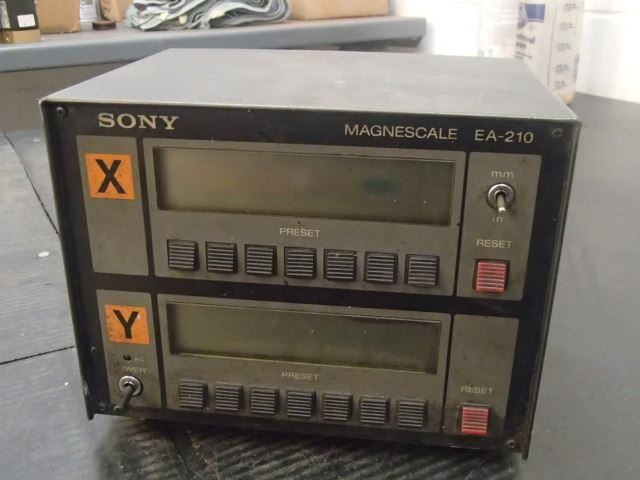 SONY
MAGNESCALE EA-210
X
mm
in
PRESET
RESET
Y
AC
POWER
PRESET
RESET